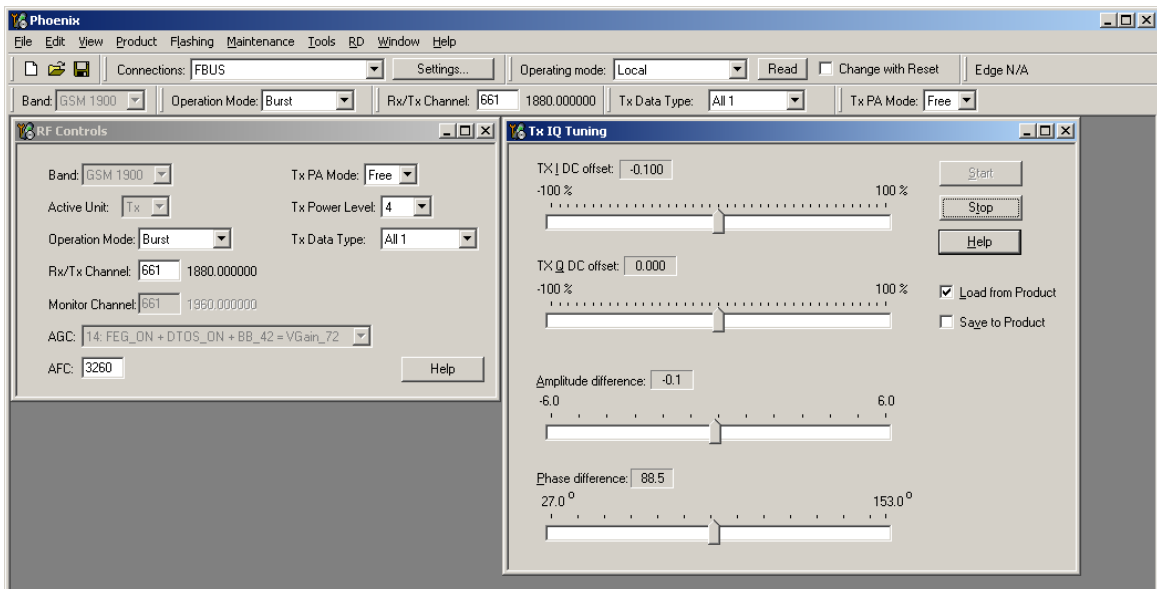 Phoenix
File Edit View Product Flashing Maintenance Tools RD Window Help
Connections: FBUS Settings... Operating mode: Local Read Change with Reset Edge N/A
Band: GSM 1900 Operation Mode: Burst Rx/Tx Channel: 661 1880.000000 Tx Data Type: All 1 Tx PA Mode: Free
RF Controls
Band: GSM 1900 Tx PA Mode: Free
Active Unit: Tx Tx Power Level: 4
Operation Mode: Burst Tx Data Type: All 1
Rx/Tx Channel: 661 1880.000000
Monitor Channel: 661 1960.000000
AGC: 14: FEG_ON + DTOS_ON + BB_42 = VGain_72
AFC: 3260 Help
Tx IQ Tuning
TX I DC offset: -0.100
-100 % 100 %
TX Q DC offset: 0.000
-100 % 100 %
Amplitude difference: -0.1
-6.0 6.0
Phase difference: 88.5
27.0 º 153.0 º
Start
Stop
Help
Load from Product
Save to Product